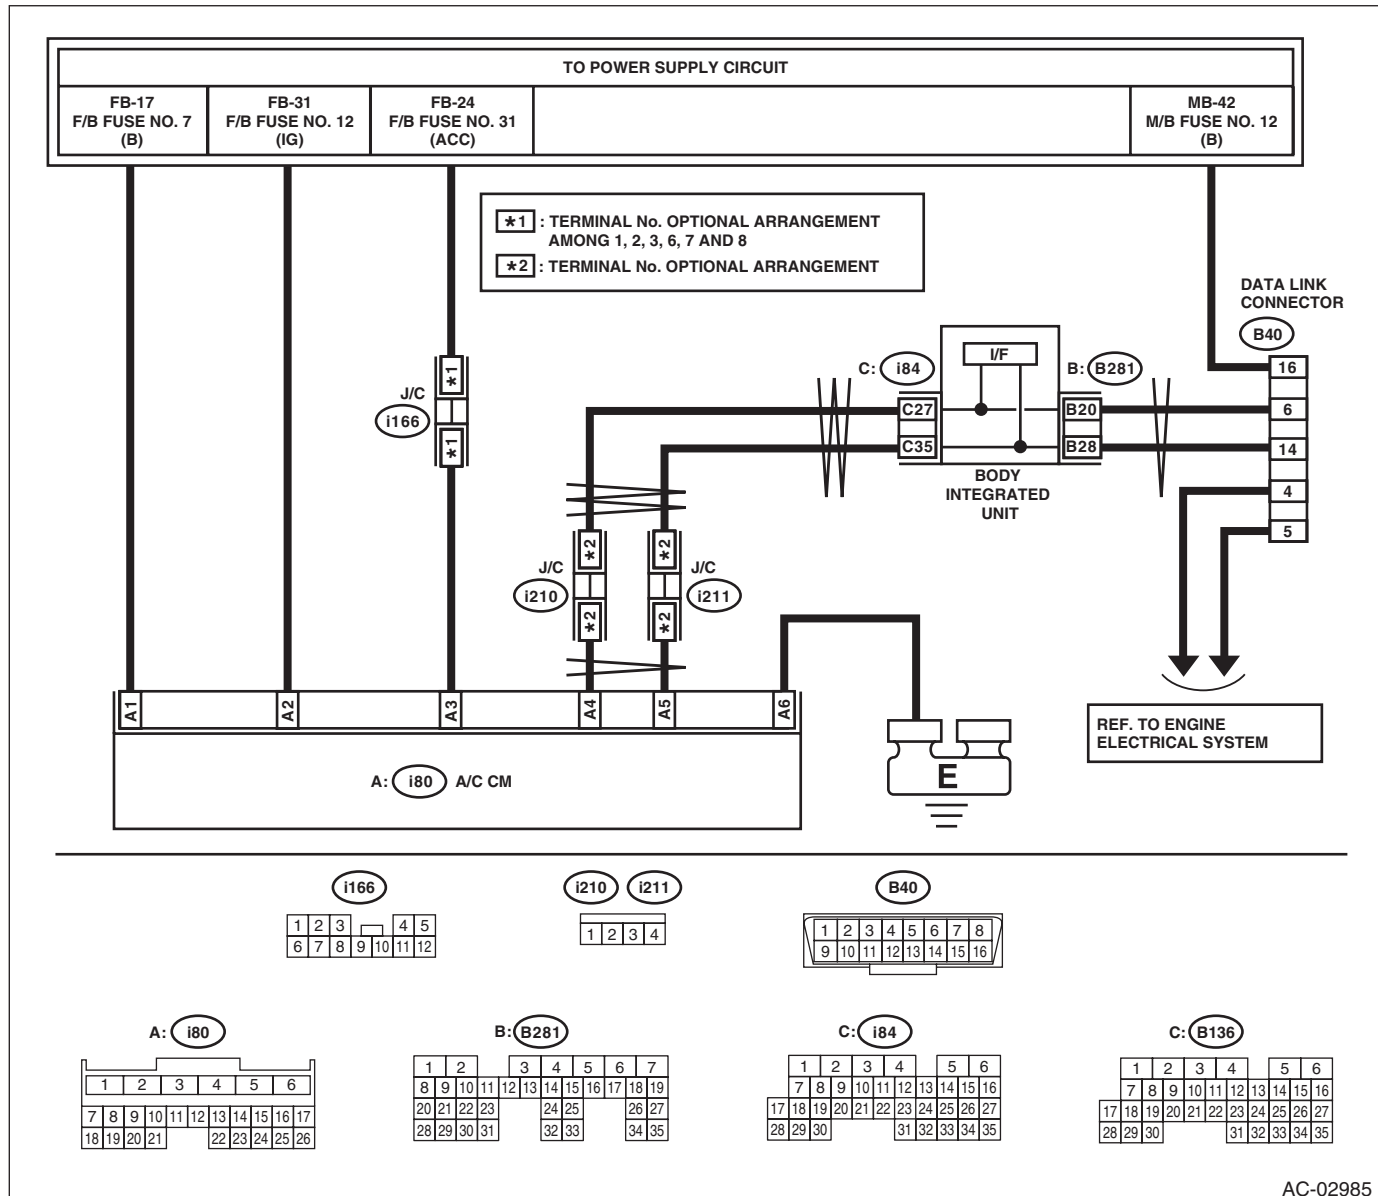 TO POWER SUPPLY CIRCUIT
FB-17
F/B FUSE NO. 7
(B)
FB-31
F/B FUSE NO. 12
(IG)
FB-24
F/B FUSE NO. 31
(ACC)
MB-42
M/B FUSE NO. 12
(B)
*1 : TERMINAL No. OPTIONAL ARRANGEMENT
AMONG 1, 2, 3, 6, 7 AND 8
*2 : TERMINAL No. OPTIONAL ARRANGEMENT
DATA LINK
CONNECTOR
B40
16
6
14
4
5
C: i84
I/F
B: B281
C27
B20
C35
B28
BODY
INTEGRATED
UNIT
*1
J/C
i166
*1
*2
*2
J/C
i210
J/C
i211
*2
*2
A1
A2
A3
A4
A5
A6
A: i80 A/C CM
E
REF. TO ENGINE
ELECTRICAL SYSTEM
i166
1 2 3 4 5
6 7 8 9 10 11 12
i210 i211
1 2 3 4
B40
1 2 3 4 5 6 7 8
9 10 11 12 13 14 15 16
A: i80
1 2 3 4 5 6
7 8 9 10 11 12 13 14 15 16 17
18 19 20 21 22 23 24 25 26
B: B281
1 2 3 4 5 6 7
8 9 10 11 12 13 14 15 16 17 18 19
20 21 22 23 24 25 26 27
28 29 30 31 32 33 34 35
C: i84
1 2 3 4 5 6
7 8 9 10 11 12 13 14 15 16
17 18 19 20 21 22 23 24 25 26 27
28 29 30 31 32 33 34 35
C: B136
1 2 3 4 5 6
7 8 9 10 11 12 13 14 15 16
17 18 19 20 21 22 23 24 25 26 27
28 29 30 31 32 33 34 35
AC-02985